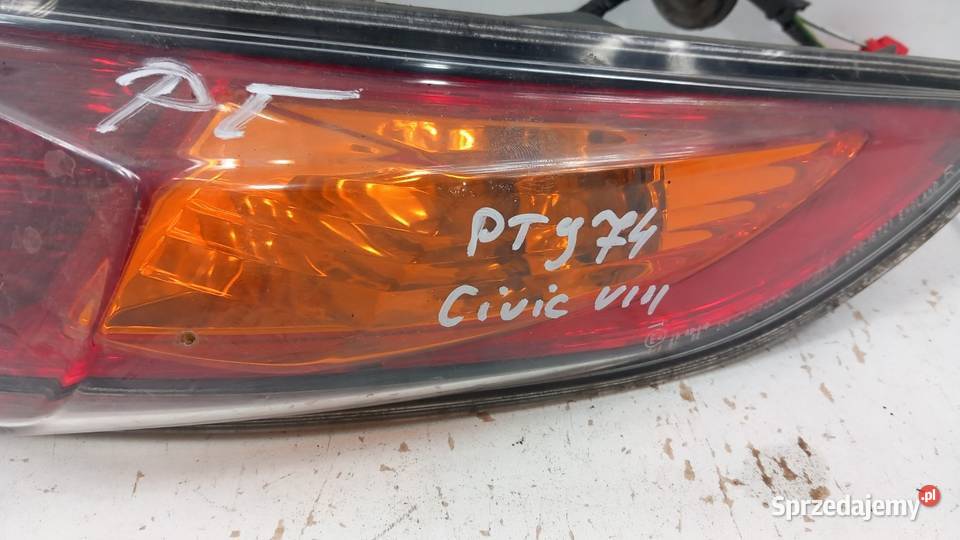 PT
PT974
Civic VIII
Sprzedajemy.pl